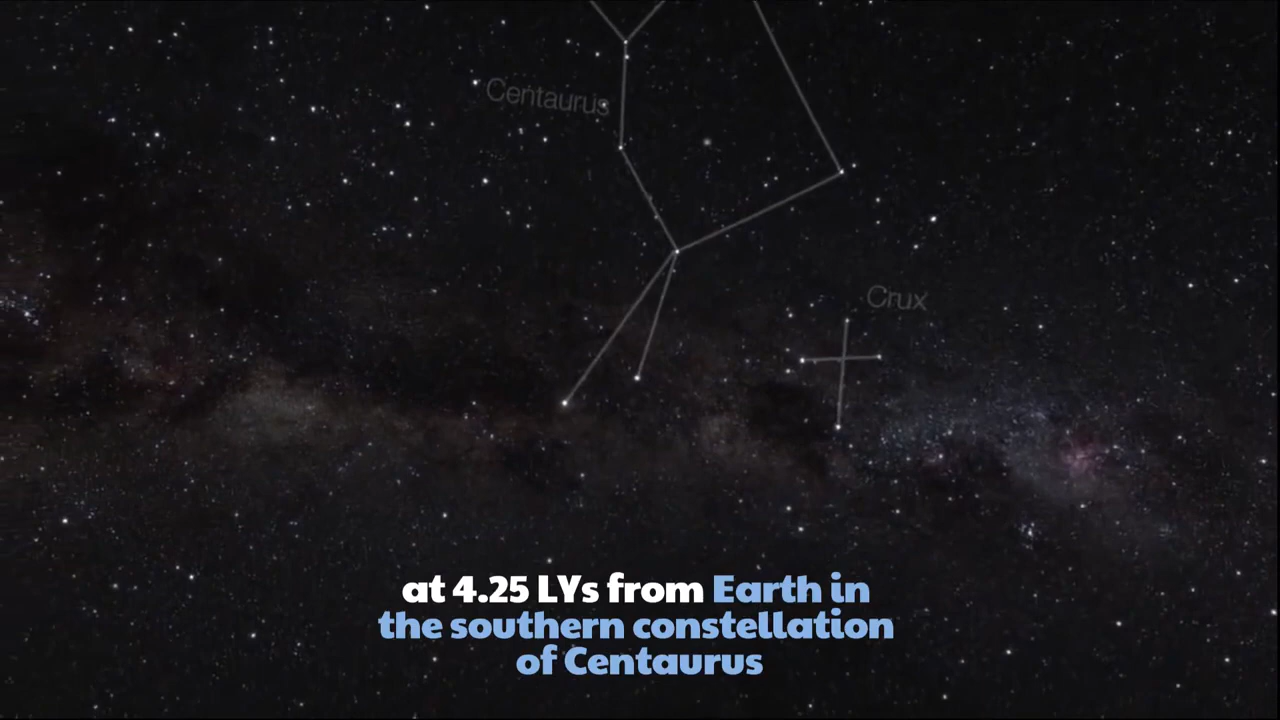 Centaurus
Crux
at 4.25 LYs from Earth in
the southern constellation
of Centaurus